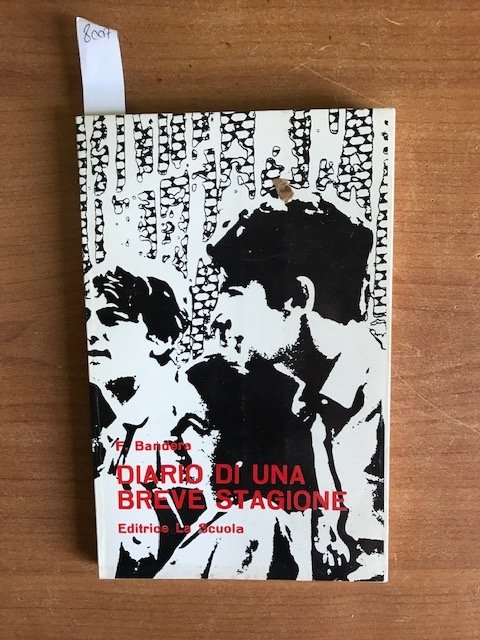 8007
F. Bandera
DIARIO DI UNA
BREVE STAGIONE
Editrice La Scuola